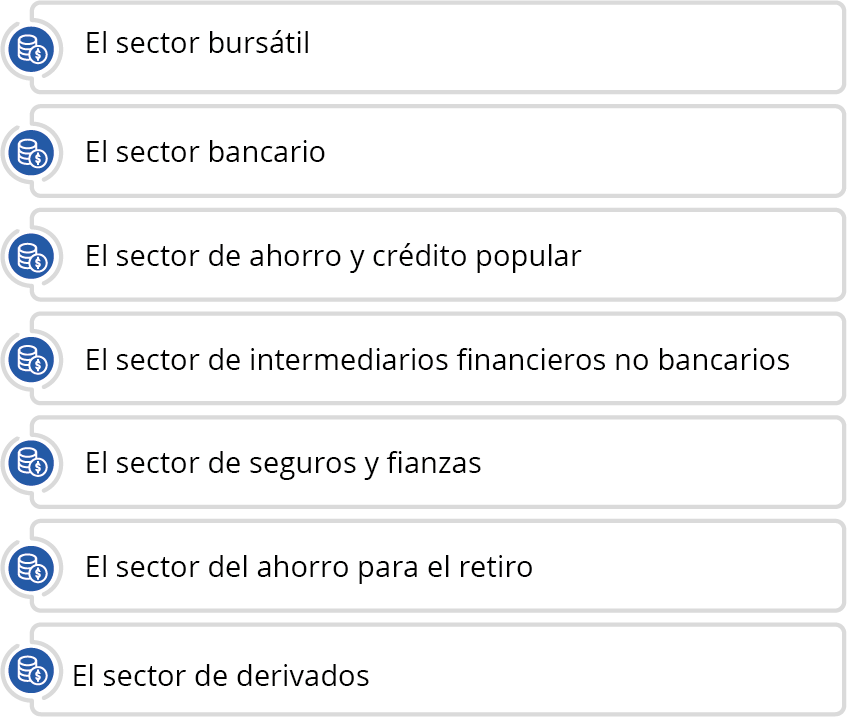 El sector bursátil
El sector bancario
El sector de ahorro y crédito popular
El sector de intermediarios financieros no bancarios
El sector de seguros y fianzas
El sector del ahorro para el retiro
El sector de derivados